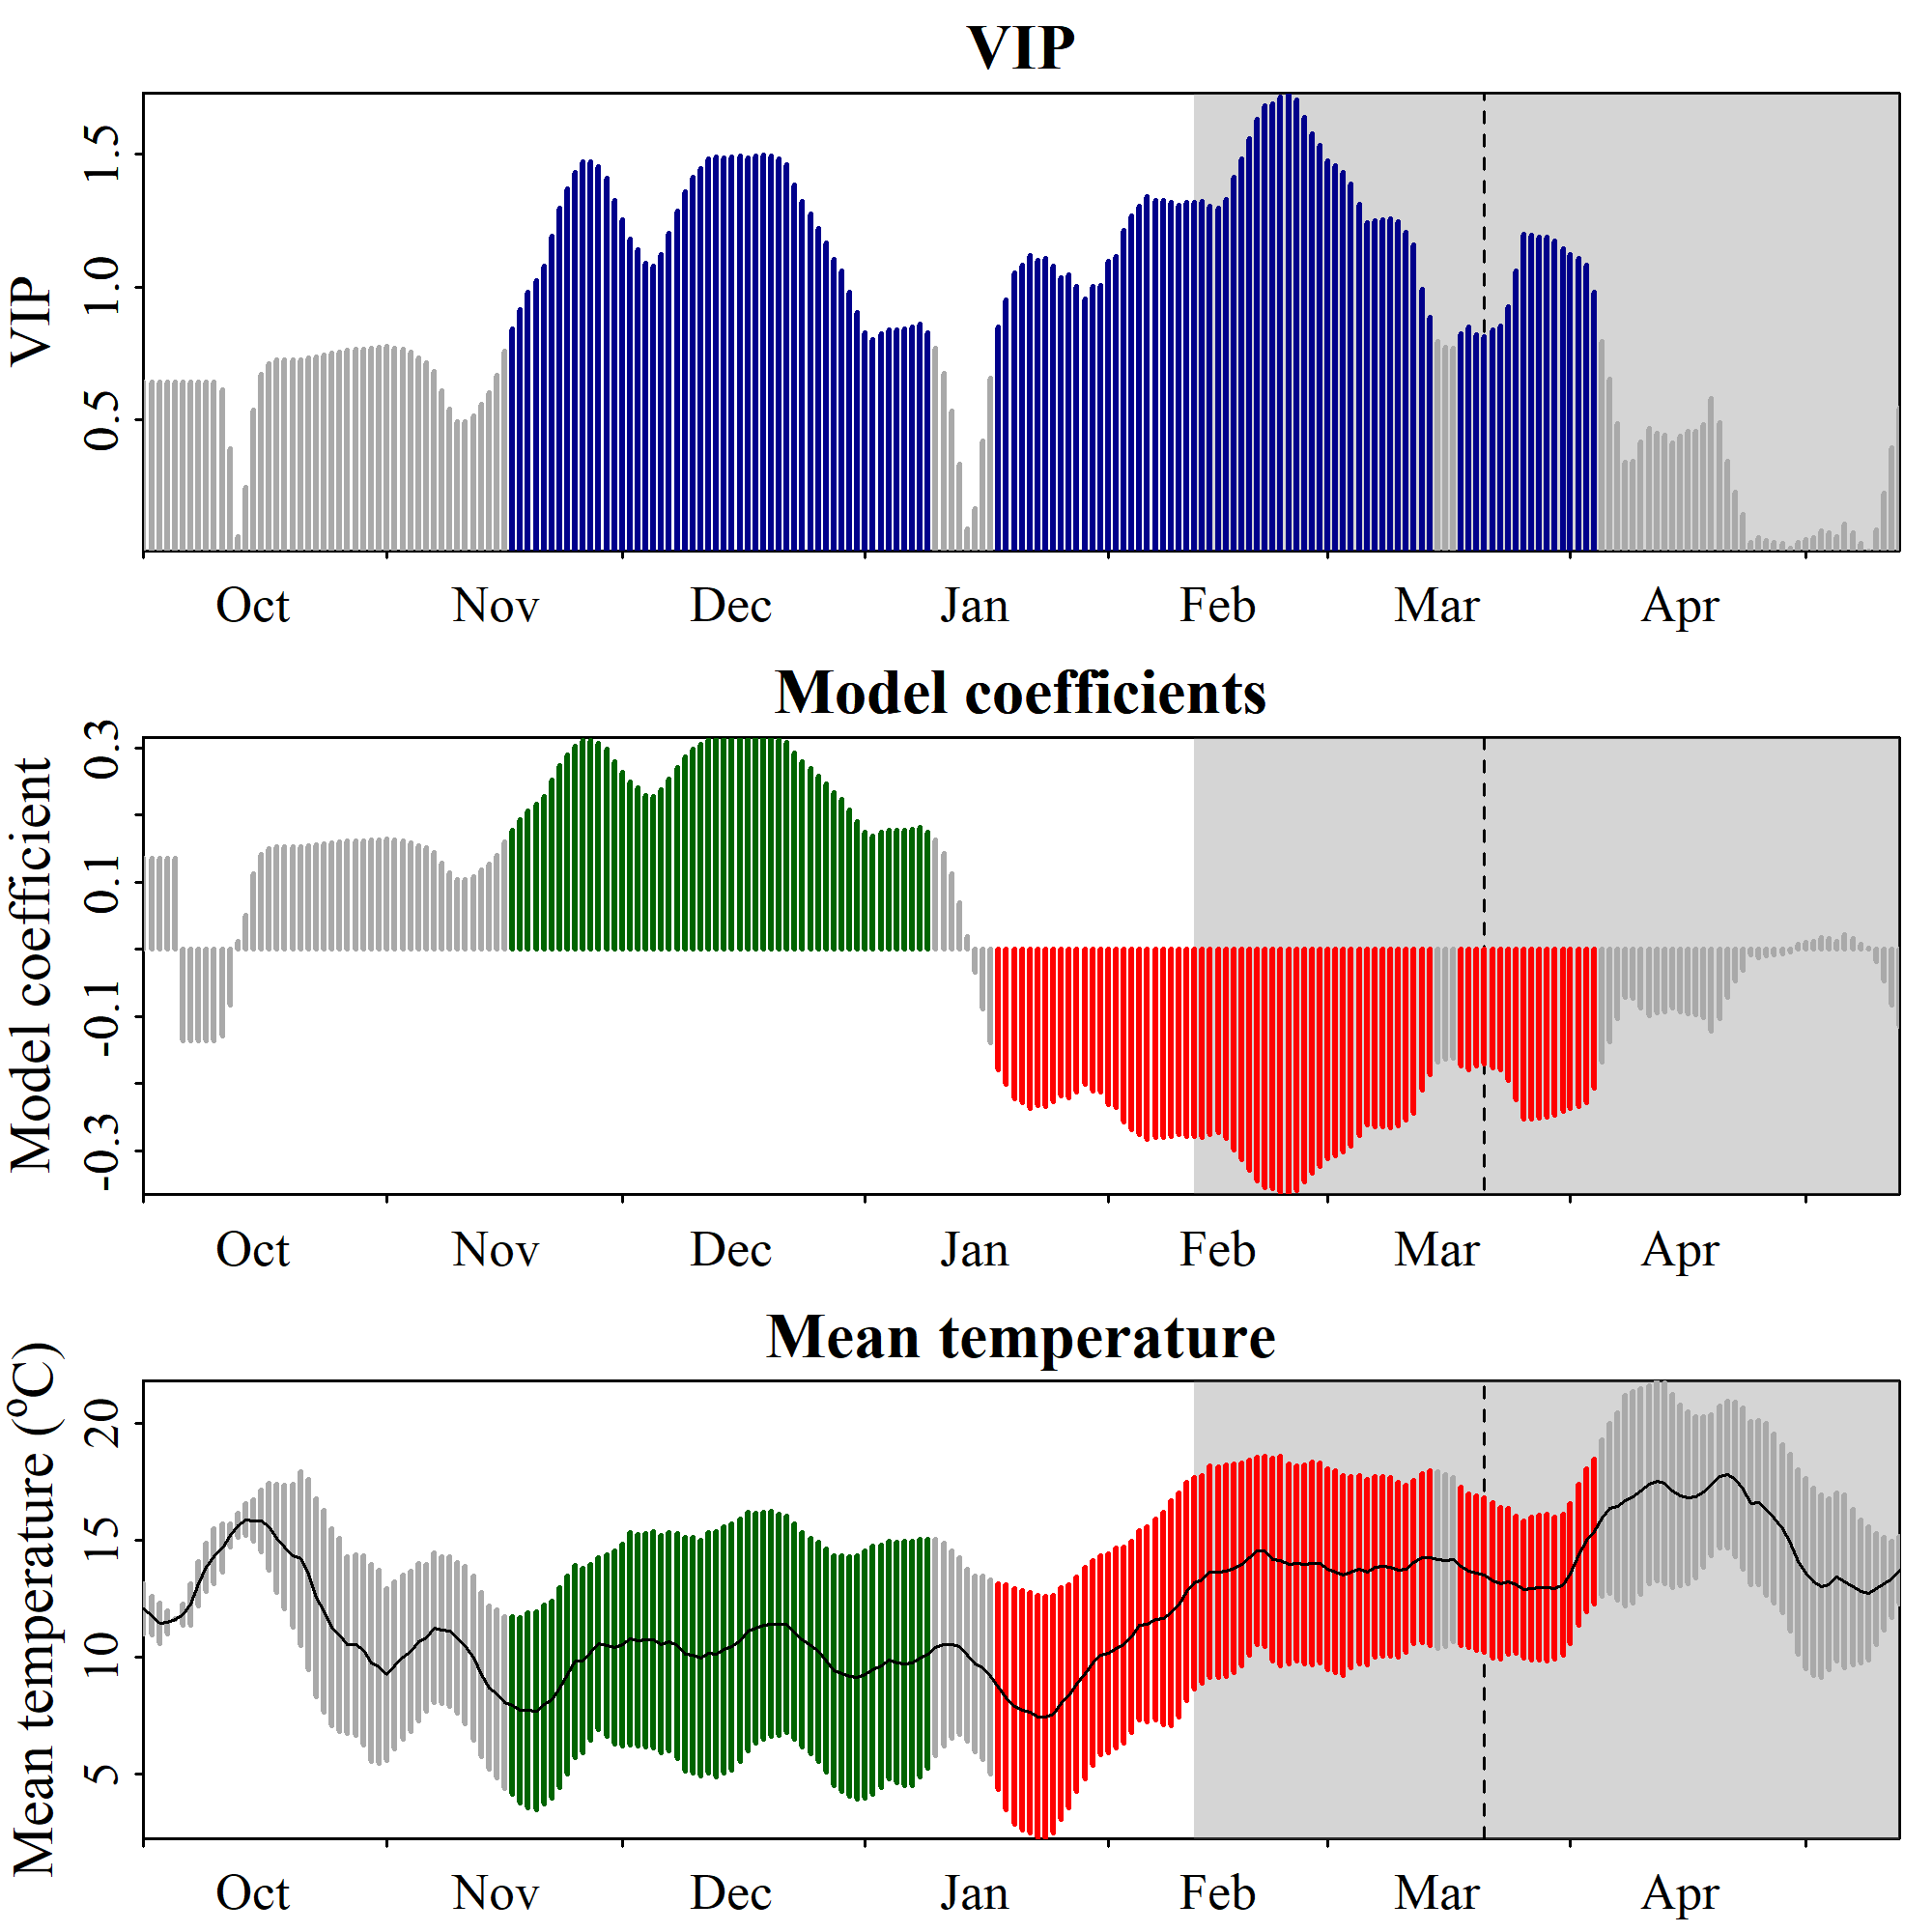 VIP
VIP
1.5
1.0
0.5
Oct Nov Dec Jan Feb Mar Apr
Model coefficients
Model coefficient
0.3
0.1
-0.1
-0.3
Oct Nov Dec Jan Feb Mar Apr
Mean temperature
Mean temperature (ºC)
20
15
10
5
Oct Nov Dec Jan Feb Mar Apr